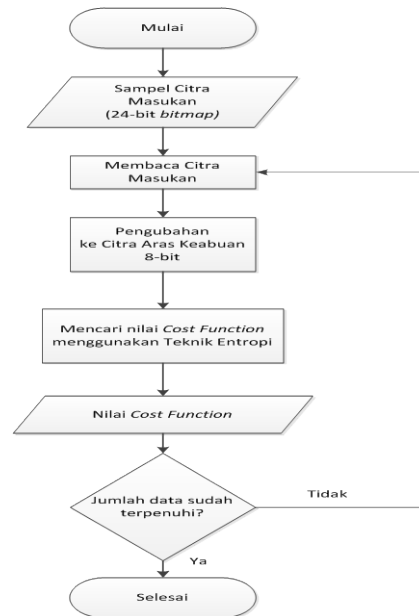 Mulai
Sampel Citra
Masukan
(24-bit bitmap)
Membaca Citra
Masukan
Pengubahan
ke Citra Aras Keabuan
8-bit
Mencari nilai Cost Function
menggunakan Teknik Entropi
Nilai Cost Function
Jumlah data sudah
terpenuhi?
Tidak
Ya
Selesai